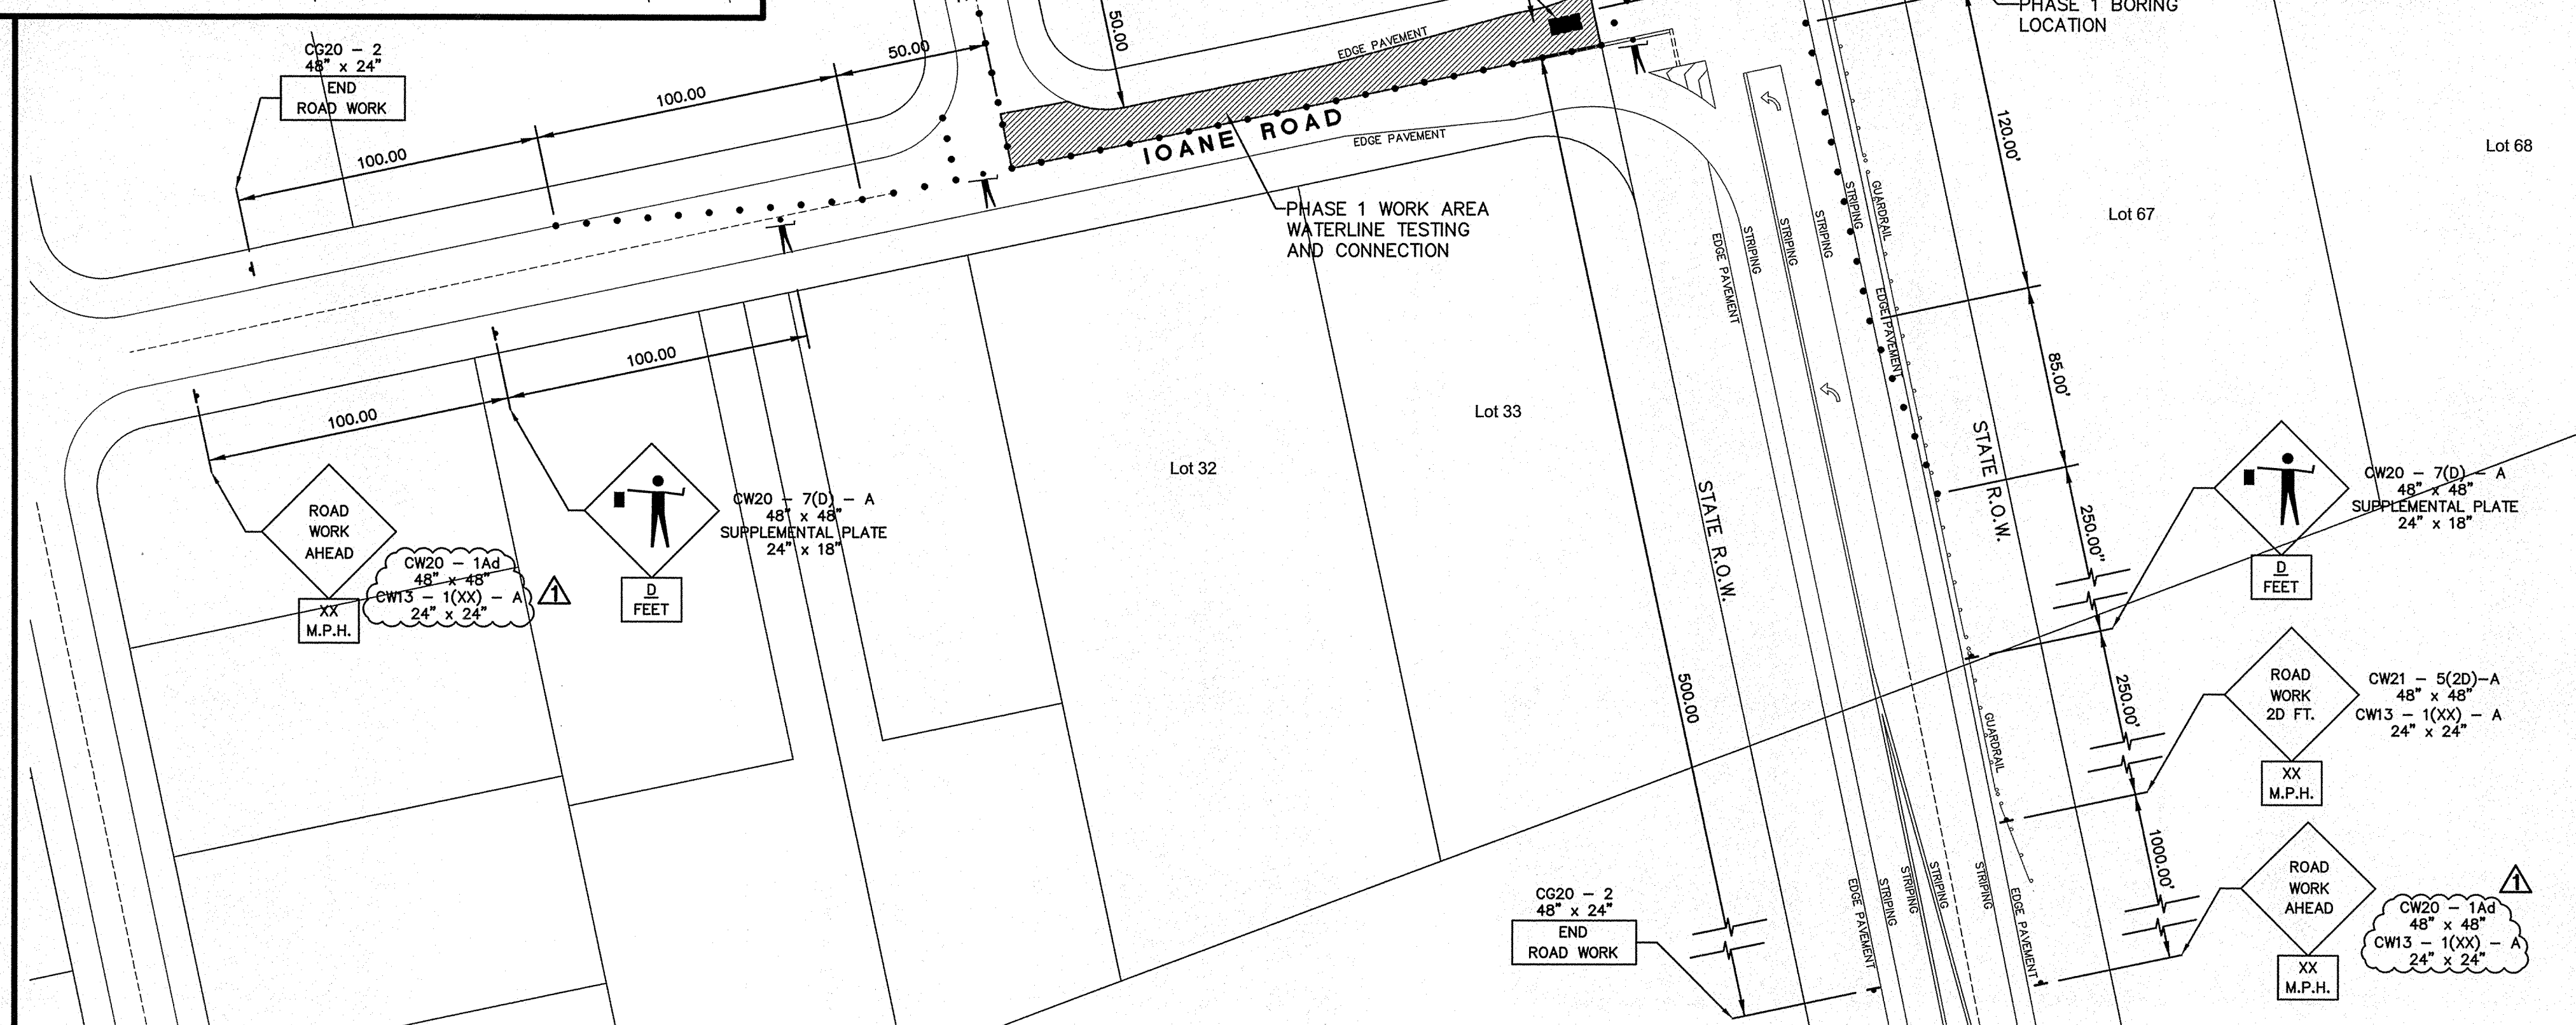 CG20 - 2
48" x 24"
END
ROAD WORK
100.00
100.00
50.00
50.00
EDGE PAVEMENT
IOANE ROAD
EDGE PAVEMENT
PHASE 1 WORK AREA
WATERLINE TESTING
AND CONNECTION
PHASE 1 BORING
LOCATION
120.00'
Lot 68
Lot 67
STRIPING
GUARDRAIL
EDGE PAVEMENT
STRIPING
STRIPING
STRIPING
EDGE PAVEMENT
85.00'
100.00
100.00
ROAD
WORK
AHEAD
XX
M.P.H.
CW20 - 1Ad
48" x 48"
CW13 - 1(XX) - A
24" x 24"
1
D
FEET
CW20 - 7(D) - A
48" x 48"
SUPPLEMENTAL PLATE
24" x 18"
Lot 32
Lot 33
STATE R.O.W.
STATE R.O.W.
250.00"
D
FEET
CW20 - 7(D) - A
48" x 48"
SUPPLEMENTAL PLATE
24" x 18"
500.00
250.00'
GUARDRAIL
ROAD
WORK
2D FT.
XX
M.P.H.
CW21 - 5(2D)-A
48" x 48"
CW13 - 1(XX) - A
24" x 24"
1000.00'
EDGE PAVEMENT
STRIPING
STRIPING
STRIPING
STRIPING
EDGE PAVEMENT
CG20 - 2
48" x 24"
END
ROAD WORK
ROAD
WORK
AHEAD
XX
M.P.H.
1
CW20 - 1Ad
48" x 48"
CW13 - 1(XX) - A
24" x 24"